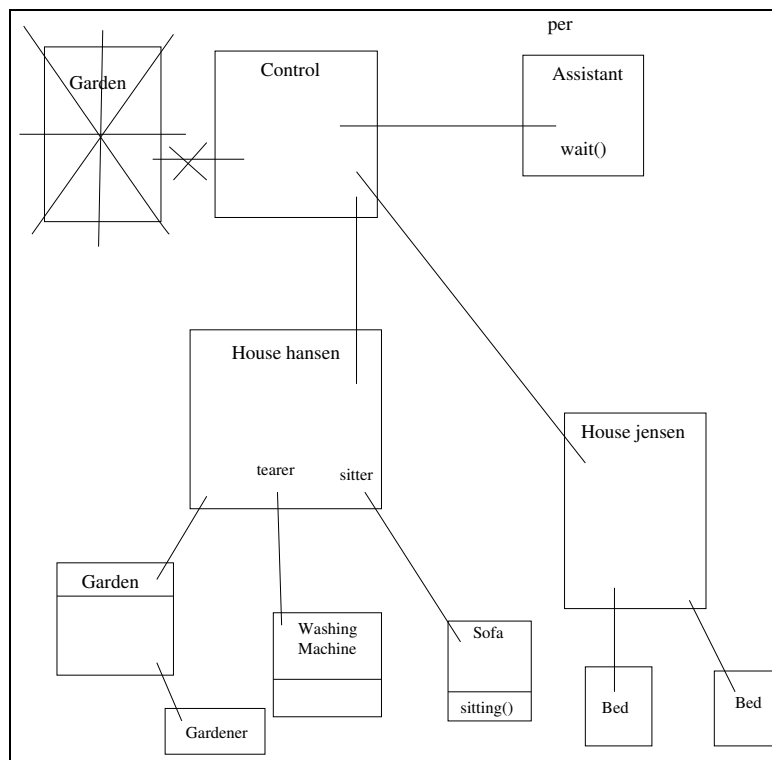 per
Garden
Control
Assistant
wait()
House hansen
House jensen
tearer
sitter
Garden
Washing
Machine
Sofa
sitting()
Bed
Bed
Gardener